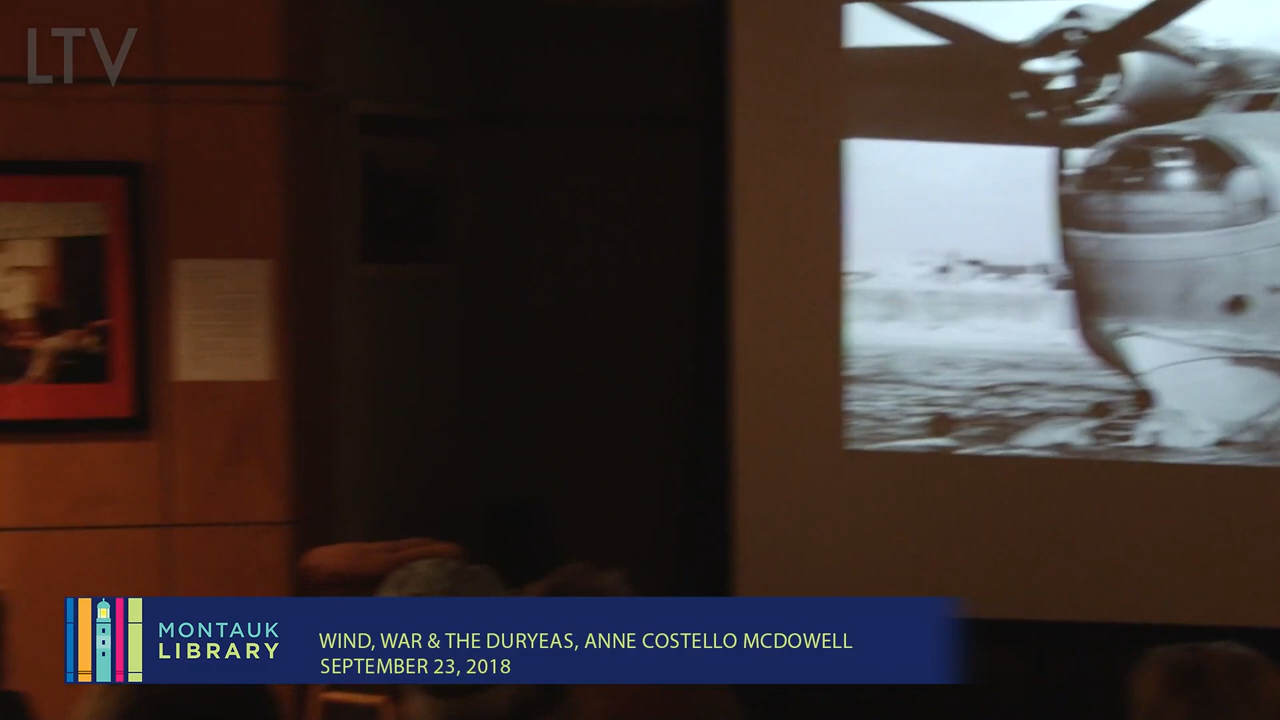 LTV
MONTAUK
LIBRARY
WIND, WAR & THE DURYEAS, ANNE COSTELLO MCDOWELL
SEPTEMBER 23, 2018